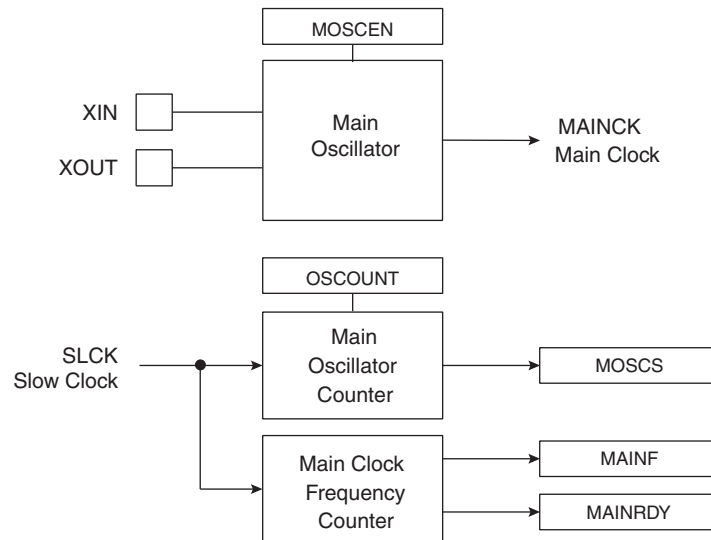 MOSCEN
XIN
XOUT
Main
Oscillator
MAINCK
Main Clock
OSCOUNT
SLCK
Slow Clock
Main
Oscillator
Counter
MOSCS
Main Clock
Frequency
Counter
MAINF
MAINRDY